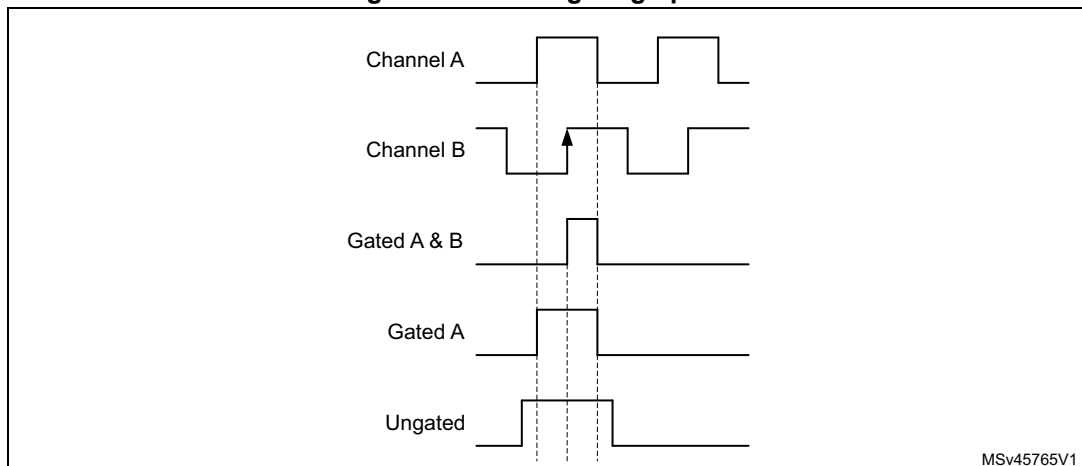 Channel A
Channel B
Gated A & B
Gated A
Ungated
MSv45765V1